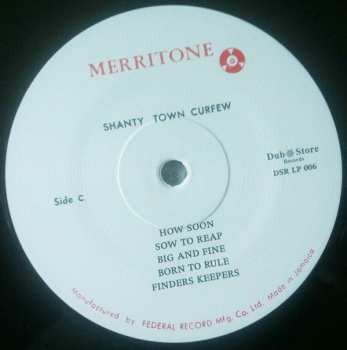 MERRITONE
SHANTY TOWN CURFEW
Side C
Dub Store
Records
DSR LP 006
HOW SOON
SOW TO REAP
BIG AND FINE
BORN TO RULE
FINDERS KEEPERS
Manufactured by FEDERAL RECORD Mfg. Co. Ltd. Made in Jamaica